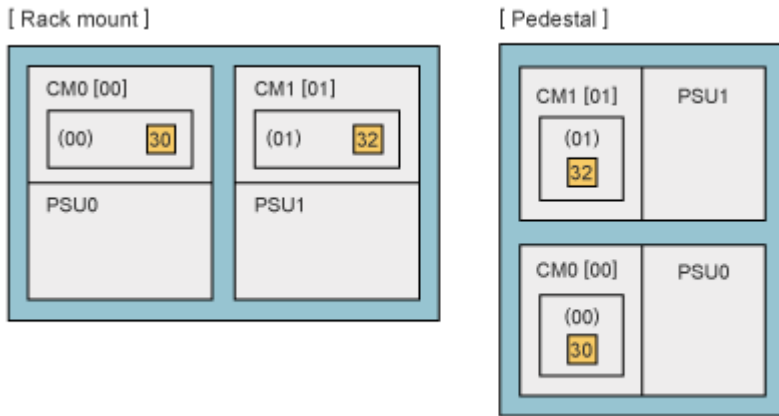 [ Rack mount ]
CM0 [00]
(00) 30
PSU0
CM1 [01]
(01) 32
PSU1
[ Pedestal ]
CM1 [01]
(01)
32
PSU1
CM0 [00]
(00)
30
PSU0